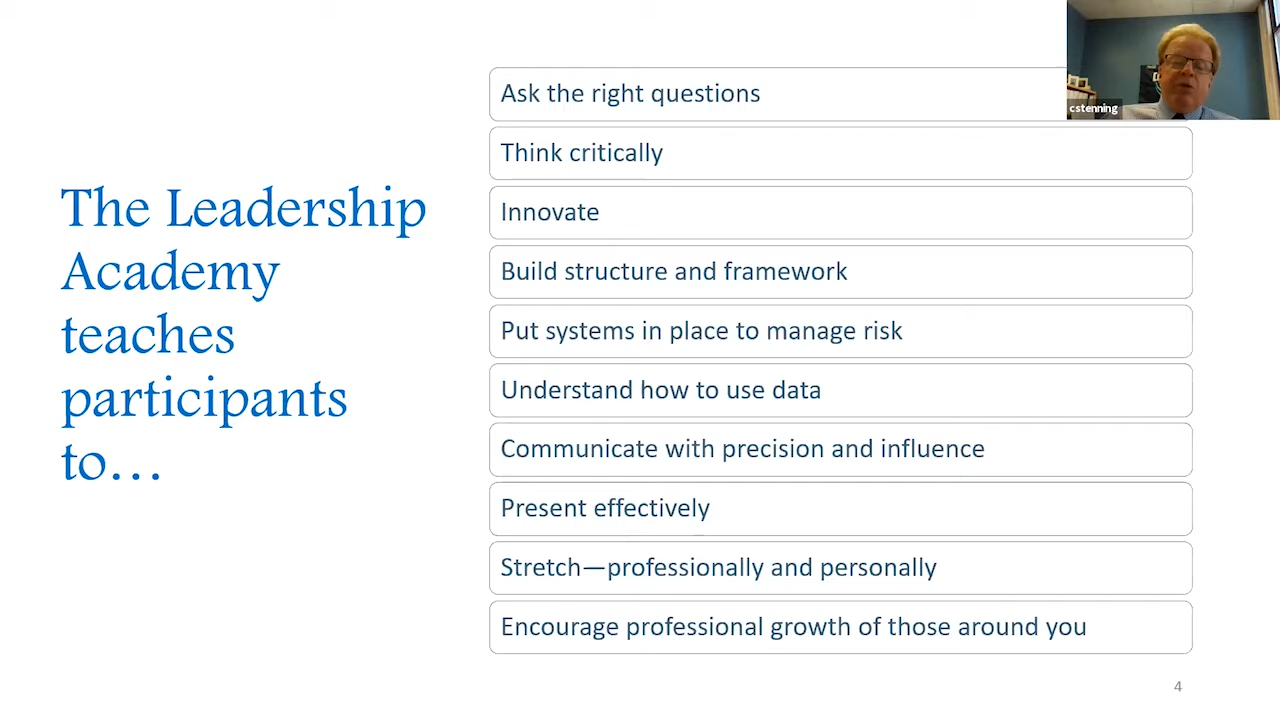 The Leadership
Academy
teaches
participants
to…
Ask the right questions
Think critically
Innovate
Build structure and framework
Put systems in place to manage risk
Understand how to use data
Communicate with precision and influence
Present effectively
Stretch—professionally and personally
Encourage professional growth of those around you
cstenning
4